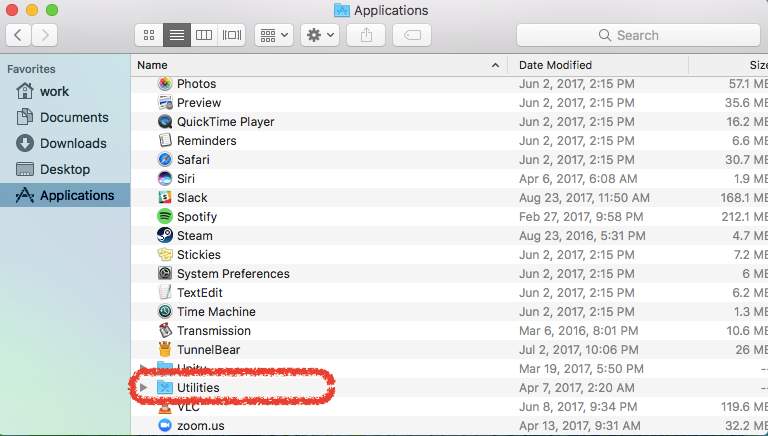 Applications
Search
Favorites
work
Documents
Downloads
Desktop
Applications
Name Date Modified Size
Photos Jun 2, 2017, 2:15 PM 57.1 MB
Preview Jun 2, 2017, 2:15 PM 35.6 MB
QuickTime Player Jun 2, 2017, 2:15 PM 16.2 MB
Reminders Jun 2, 2017, 2:15 PM 6.6 MB
Safari Jun 2, 2017, 2:15 PM 30.7 MB
Siri Apr 6, 2017, 6:08 AM 1.9 MB
Slack Aug 23, 2017, 11:50 AM 168.1 MB
Spotify Feb 27, 2017, 9:58 PM 212.1 MB
Steam Aug 23, 2016, 5:31 PM 4.7 MB
Stickies Jun 2, 2017, 2:15 PM 7.2 MB
System Preferences Jun 2, 2017, 2:15 PM 6 MB
TextEdit Jun 2, 2017, 2:15 PM 6.2 MB
Time Machine Jun 2, 2017, 2:15 PM 1.3 MB
Transmission Mar 6, 2016, 8:01 PM 10.6 MB
TunnelBear Jul 2, 2017, 10:06 PM 26 MB
Unity Mar 19, 2017, 5:50 PM --
Utilities Apr 7, 2017, 2:20 AM --
VLC Jun 8, 2017, 9:34 PM 119.6 MB
zoom.us Apr 13, 2017, 9:31 AM 32.2 MB